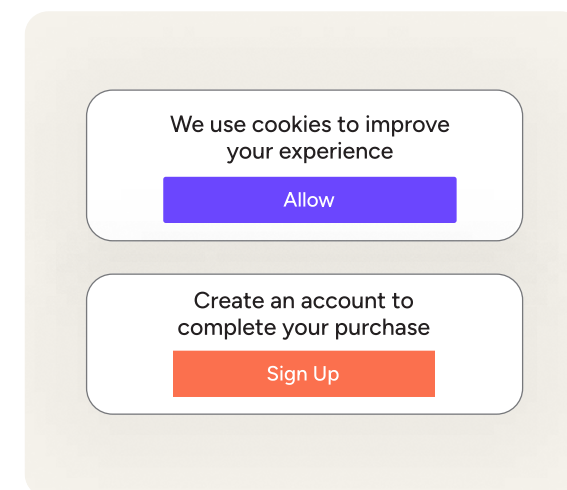 We use cookies to improve
your experience
Allow
Create an account to
complete your purchase
Sign Up